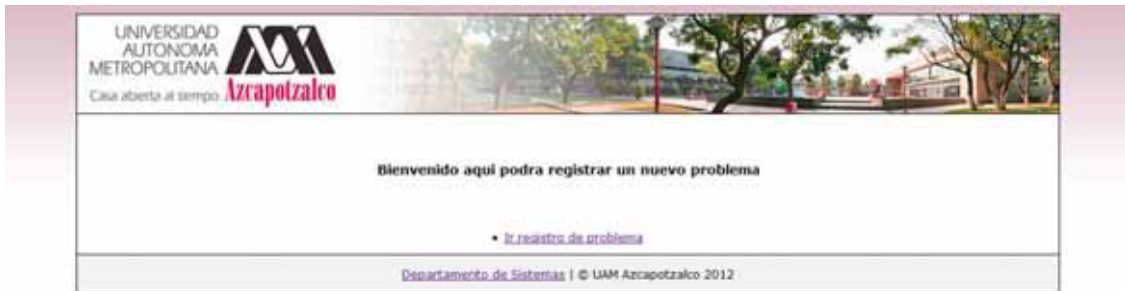 UNIVERSIDAD
AUTONOMA
METROPOLITANA
Casa abierta al tiempo Azcapotzalco
Bienvenido aqui podra registrar un nuevo problema
• Ir registro de problema
Departamento de Sistemas | © UAM Azcapotzalco 2012